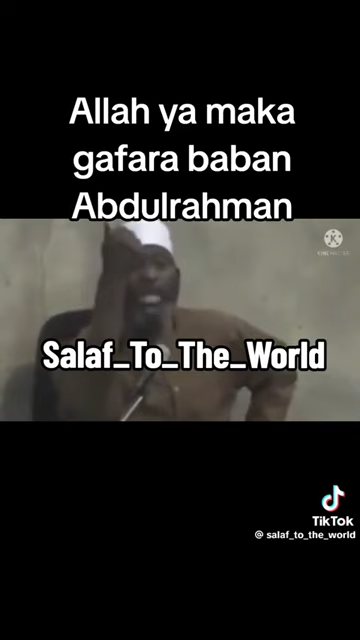 Allah ya maka
gafara baban
Abdulrahman
Salaf_To_The_World
TikTok
@ salaf_to_the_world